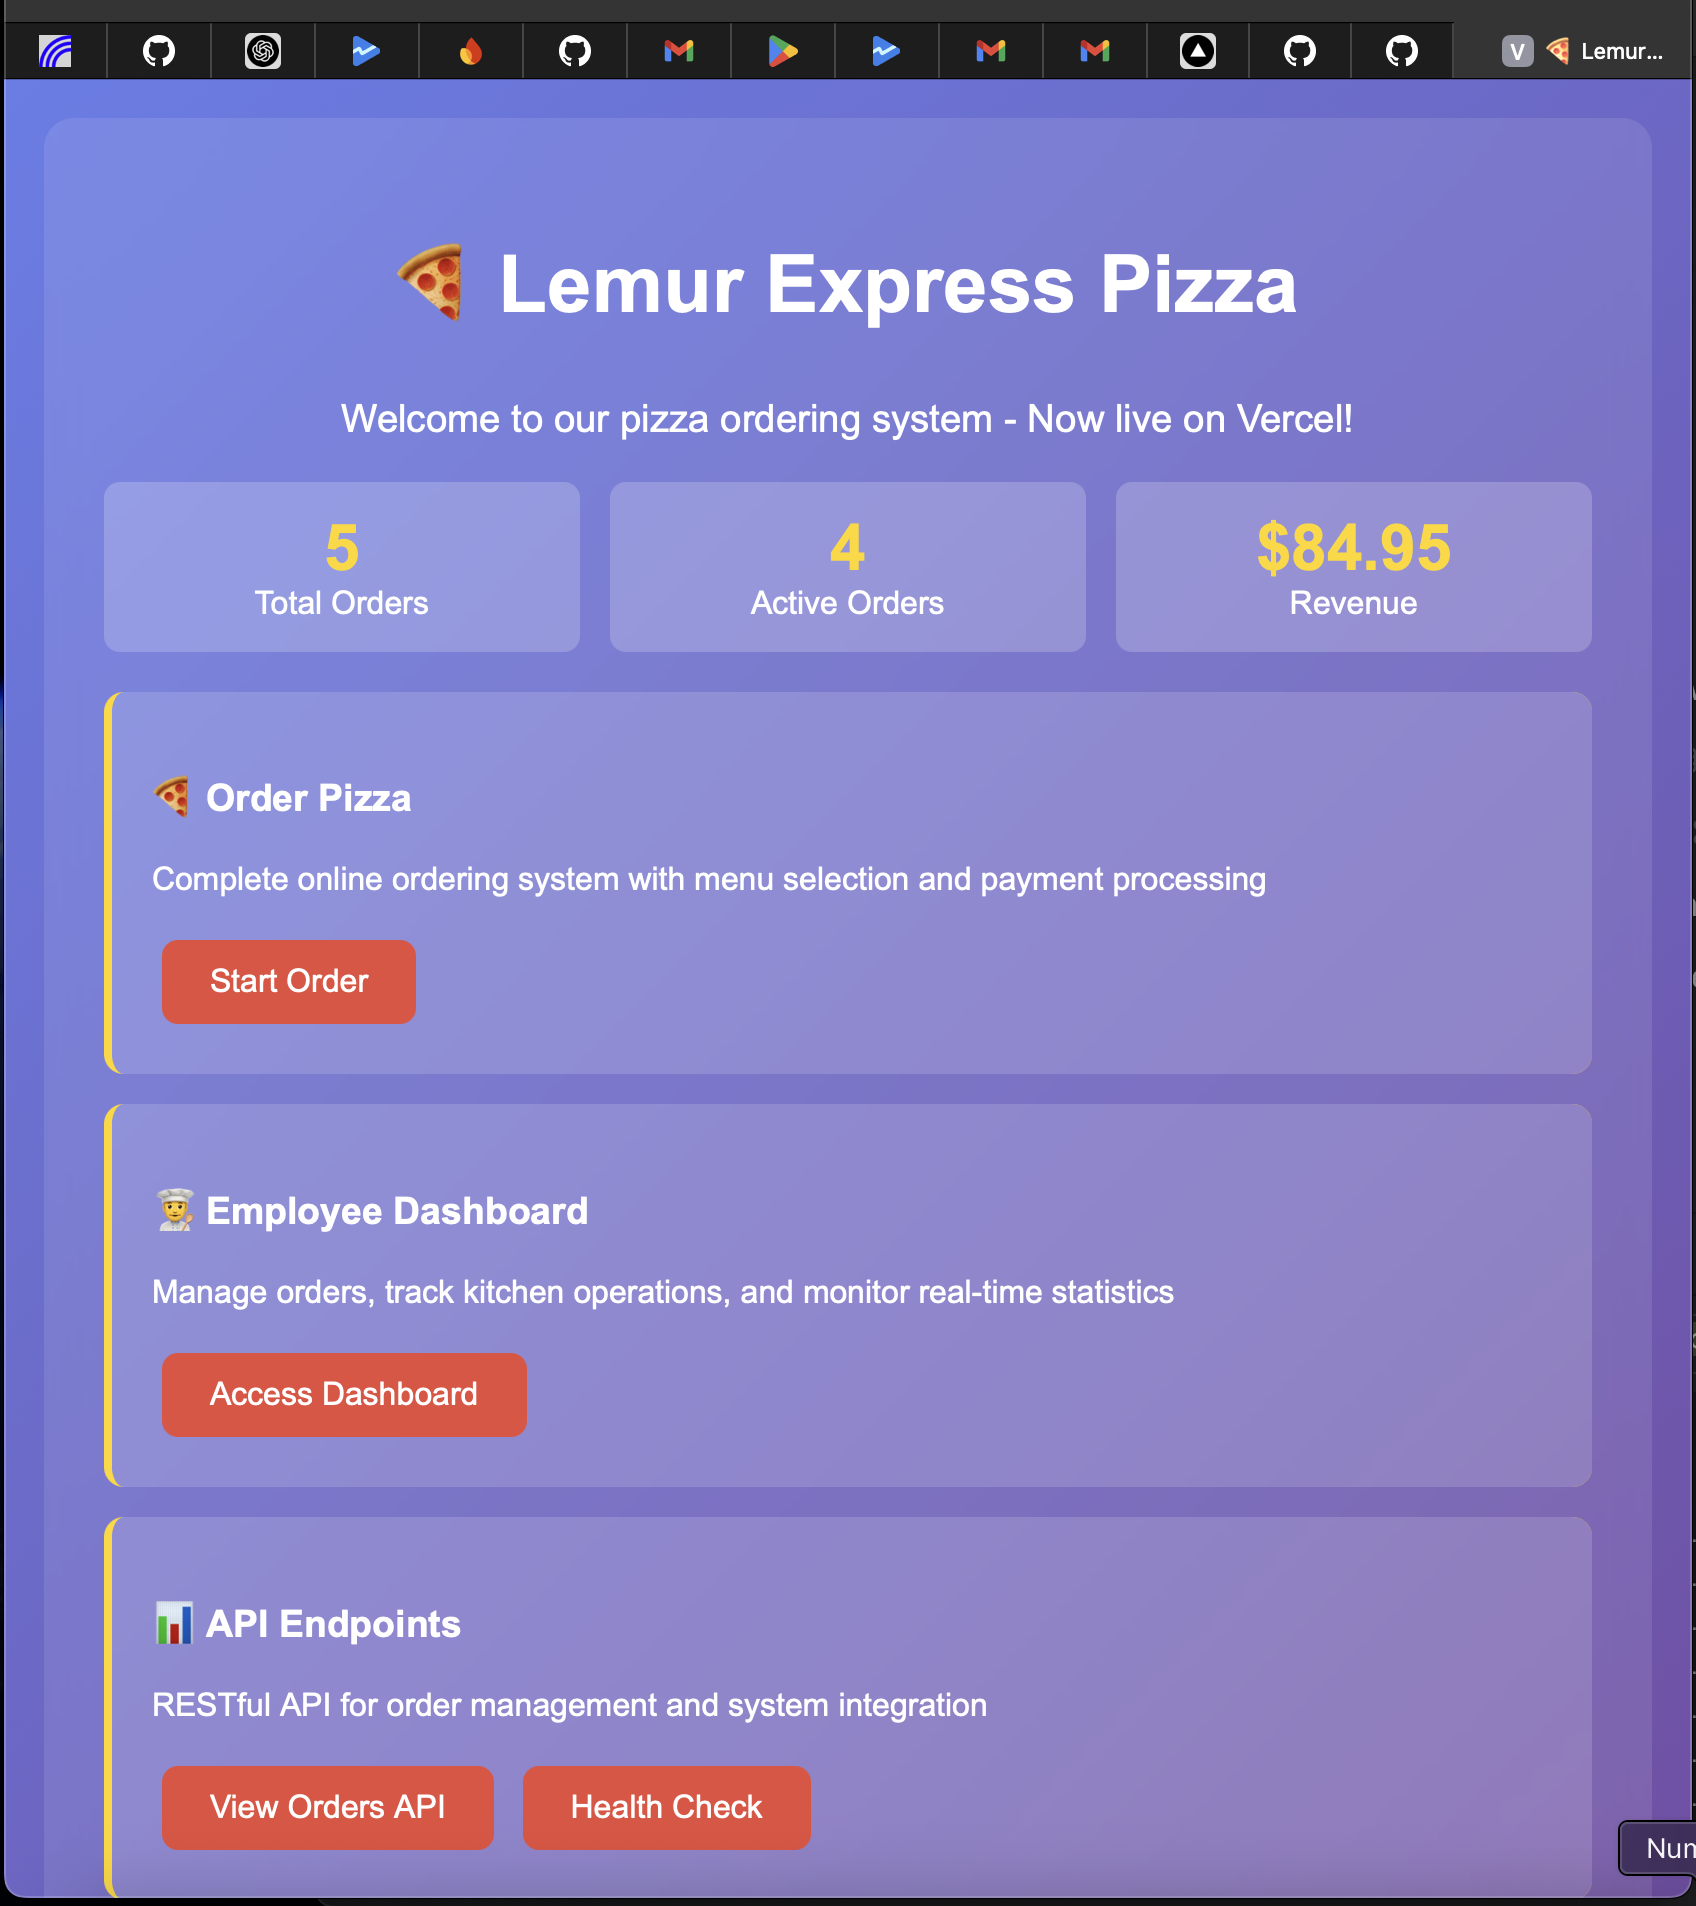 V Lemur...
Lemur Express Pizza
Welcome to our pizza ordering system - Now live on Vercel!
5
Total Orders
4
Active Orders
$84.95
Revenue
Order Pizza
Complete online ordering system with menu selection and payment processing
Start Order
Employee Dashboard
Manage orders, track kitchen operations, and monitor real-time statistics
Access Dashboard
API Endpoints
RESTful API for order management and system integration
View Orders API
Health Check